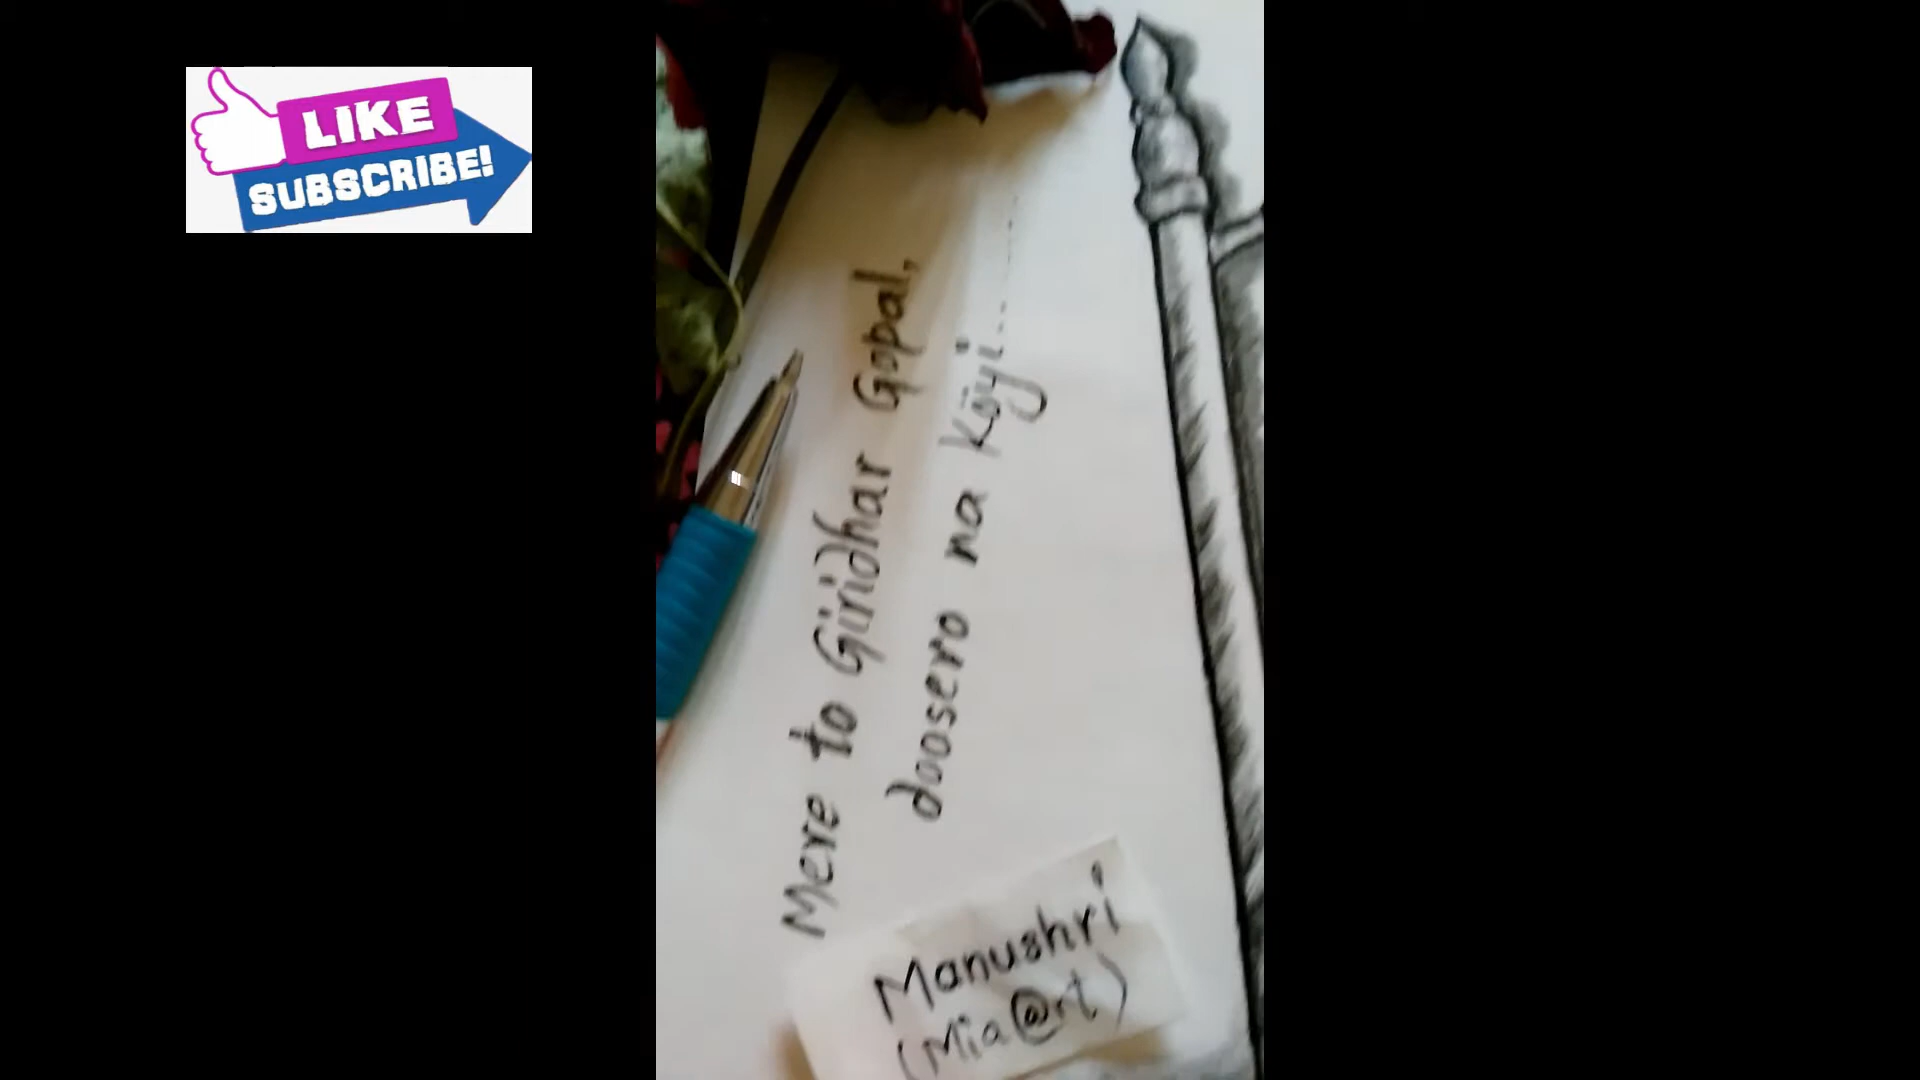 LIKE
SUBSCRIBE!
Mere to Giridhar Gopal,
doosero na Koyi...
Manushri
(Mia@rt)